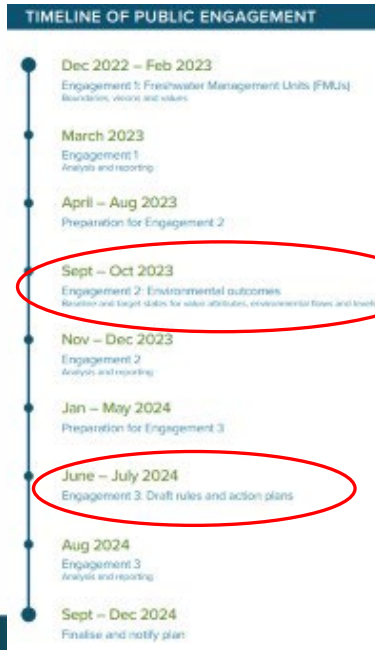 TIMELINE OF PUBLIC ENGAGEMENT
Dec 2022 – Feb 2023
Engagement 1: Freshwater Management Units (FMUs)
Boundaries, visions and values
March 2023
Engagement 1
Analysis and reporting
April – Aug 2023
Preparation for Engagement 2
Sept – Oct 2023
Engagement 2: Environmental outcomes
Baseline and target states for value attributes, environmental flows and levels
Nov – Dec 2023
Engagement 2
Analysis and reporting
Jan – May 2024
Preparation for Engagement 3
June – July 2024
Engagement 3: Draft rules and action plans
Aug 2024
Engagement 3
Analysis and reporting
Sept – Dec 2024
Finalise and notify plan